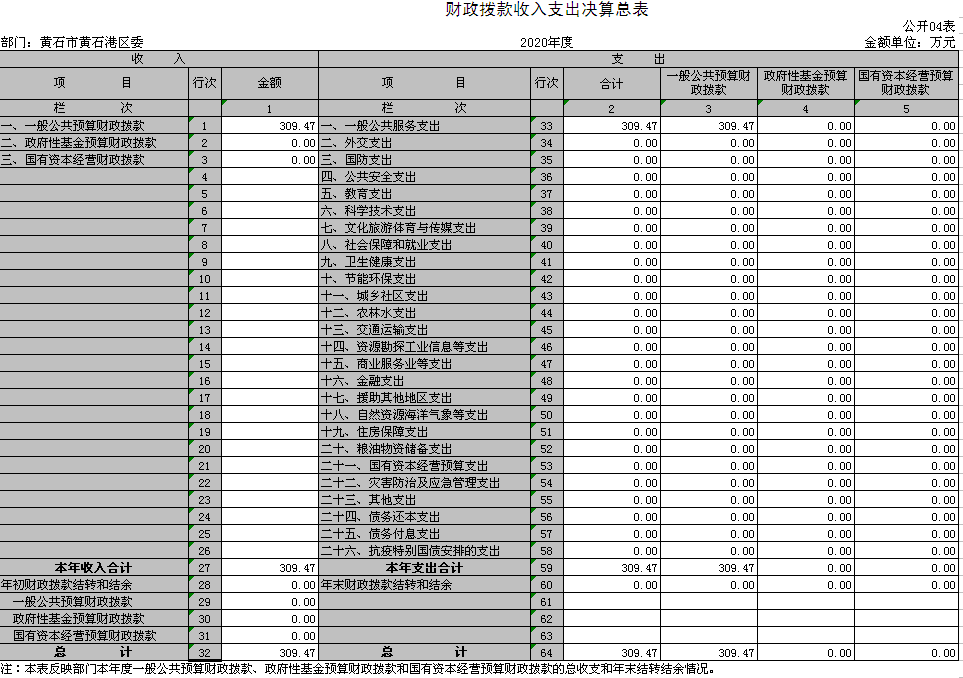 财政拨款收入支出决算总表
公开04表
部门：黄石市黄石港区委 2020年度 金额单位：万元
收 入 支 出
项 目 行次 金额 项 目 行次 合计 一般公共预算财政拨款 政府性基金预算财政拨款 国有资本经营预算财政拨款
栏 次 1 栏 次 2 3 4 5
一、一般公共预算财政拨款 1 309.47 一、一般公共服务支出 33 309.47 309.47 0.00 0.00
二、政府性基金预算财政拨款 2 0.00 二、外交支出 34 0.00 0.00 0.00 0.00
三、国有资本经营财政拨款 3 0.00 三、国防支出 35 0.00 0.00 0.00 0.00
4 四、公共安全支出 36 0.00 0.00 0.00 0.00
5 五、教育支出 37 0.00 0.00 0.00 0.00
6 六、科学技术支出 38 0.00 0.00 0.00 0.00
7 七、文化旅游体育与传媒支出 39 0.00 0.00 0.00 0.00
8 八、社会保障和就业支出 40 0.00 0.00 0.00 0.00
9 九、卫生健康支出 41 0.00 0.00 0.00 0.00
10 十、节能环保支出 42 0.00 0.00 0.00 0.00
11 十一、城乡社区支出 43 0.00 0.00 0.00 0.00
12 十二、农林水支出 44 0.00 0.00 0.00 0.00
13 十三、交通运输支出 45 0.00 0.00 0.00 0.00
14 十四、资源勘探工业信息等支出 46 0.00 0.00 0.00 0.00
15 十五、商业服务业等支出 47 0.00 0.00 0.00 0.00
16 十六、金融支出 48 0.00 0.00 0.00 0.00
17 十七、援助其他地区支出 49 0.00 0.00 0.00 0.00
18 十八、自然资源海洋气象等支出 50 0.00 0.00 0.00 0.00
19 十九、住房保障支出 51 0.00 0.00 0.00 0.00
20 二十、粮油物资储备支出 52 0.00 0.00 0.00 0.00
21 二十一、国有资本经营预算支出 53 0.00 0.00 0.00 0.00
22 二十二、灾害防治及应急管理支出 54 0.00 0.00 0.00 0.00
23 二十三、其他支出 55 0.00 0.00 0.00 0.00
24 二十四、债务还本支出 56 0.00 0.00 0.00 0.00
25 二十五、债务付息支出 57 0.00 0.00 0.00 0.00
26 二十六、抗疫特别国债安排的支出 58 0.00 0.00 0.00 0.00
本年收入合计 27 309.47 本年支出合计 59 309.47 309.47 0.00 0.00
年初财政拨款结转和结余 28 0.00 年末财政拨款结转和结余 60 0.00 0.00 0.00 0.00
一般公共预算财政拨款 29 0.00 61
政府性基金预算财政拨款 30 0.00 62
国有资本经营预算财政拨款 31 0.00 63
总 计 32 309.47 总 计 64 309.47 309.47 0.00 0.00
注：本表反映部门本年度一般公共预算财政拨款、政府性基金预算财政拨款和国有资本经营预算财政拨款的总收支和年末结转结余情况。